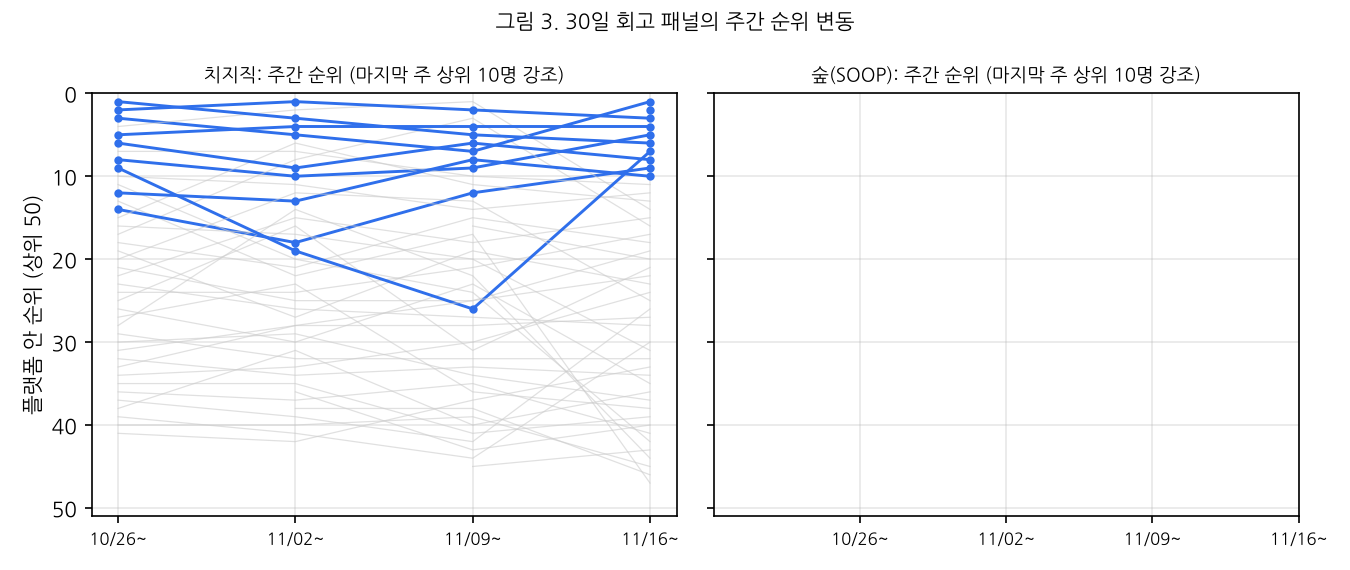 그림 3. 30일 회고 패널의 주간 순위 변동
치지직: 주간 순위 (마지막 주 상위 10명 강조)
숲(SOOP): 주간 순위 (마지막 주 상위 10명 강조)
플랫폼 안 순위 (상위 50)
0
10
20
30
40
50
10/26~ 11/02~ 11/09~ 11/16~
10/26~ 11/02~ 11/09~ 11/16~